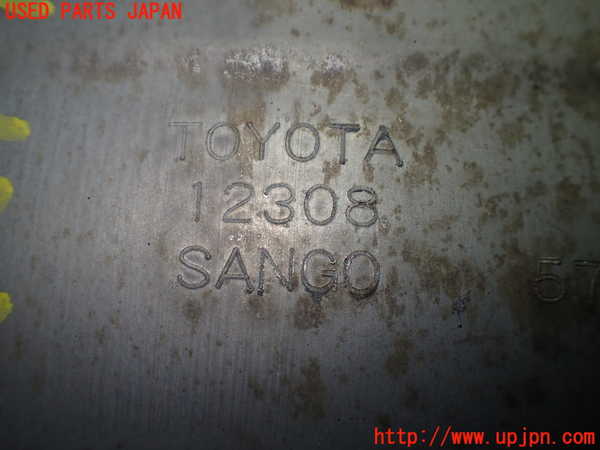 USED PARTS JAPAN
TOYOTA
12308
SANGO
57
http://www.upjpn.com